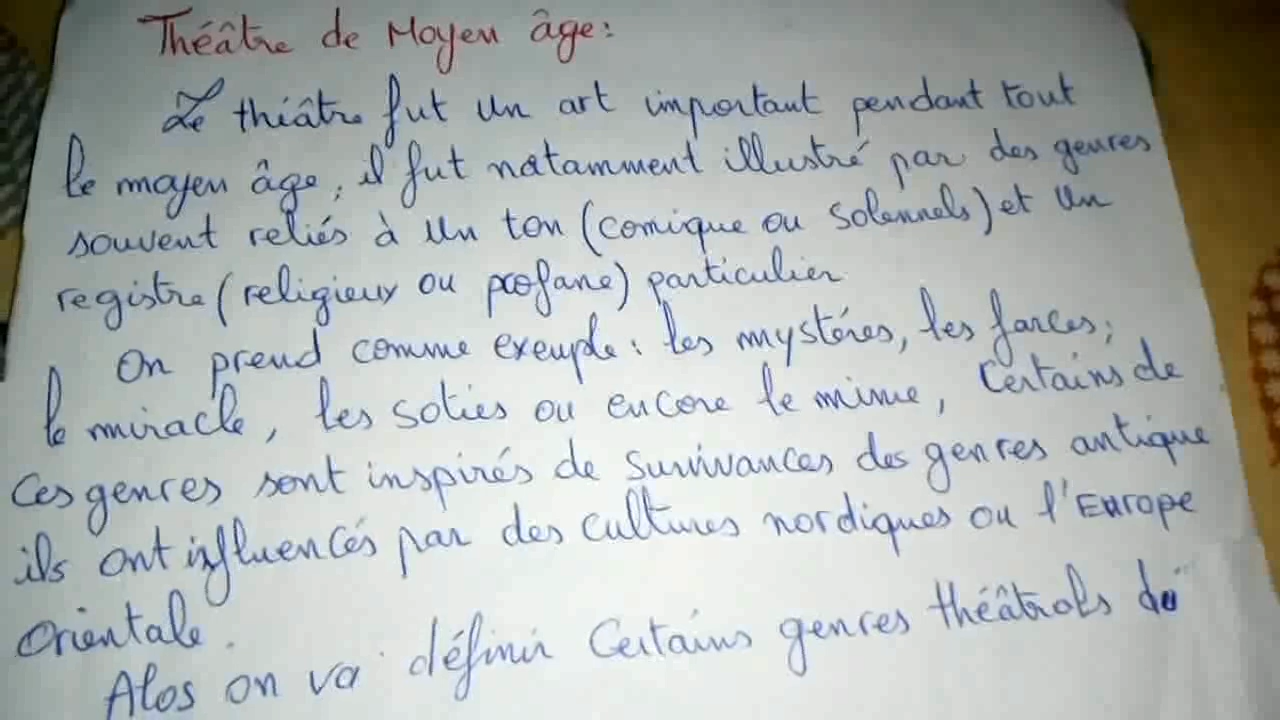 Théâtre de Moyen âge:
Le théâtre fut un art important pendant tout
le moyen âge, il fut natamment illustré par des genres
souvent reliés à un ton (comique ou solennels) et un
registre (religieux ou profane) particulier
On prend comme exemple: les mystéres, les farces,
le miracle, les soties ou encore le mime, Certains de
Ces genres sont inspirés de survivances des genres antique
ils ont influencés par des cultures nordiques ou l'Europe
Orientale.
Alos on va définir Certains genres théâtrals du